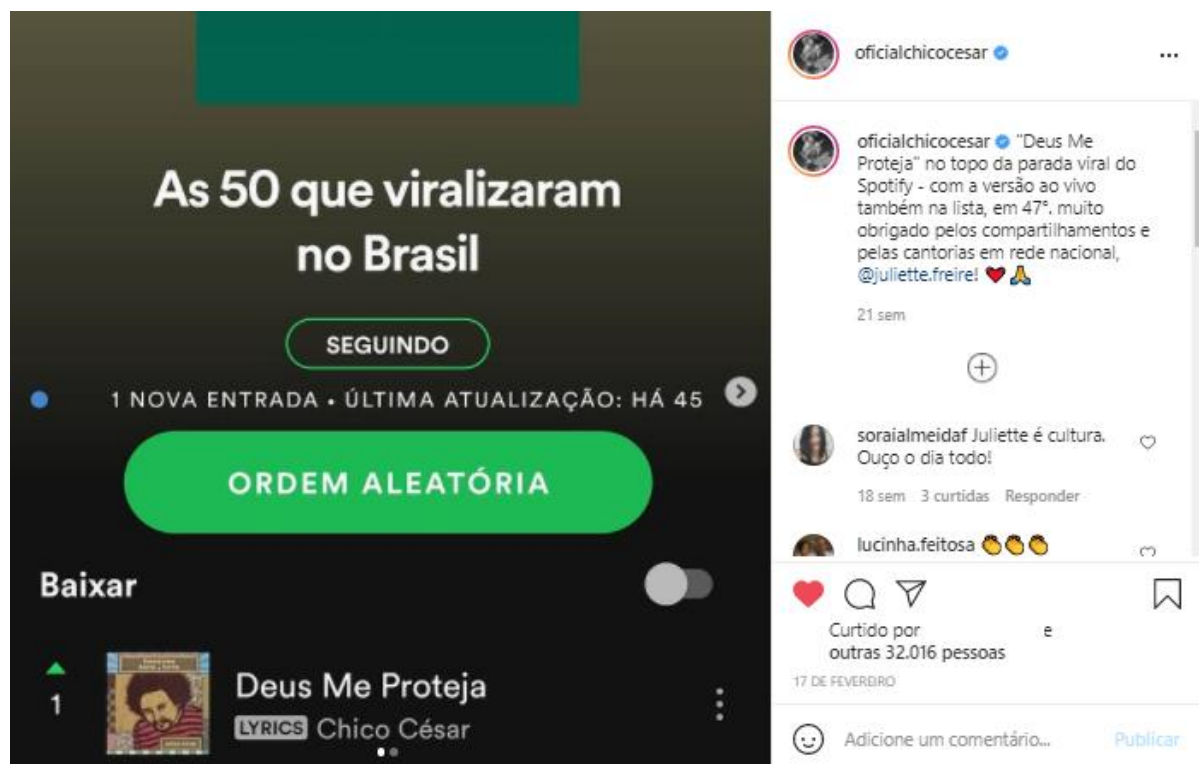 As 50 que viralizaram
no Brasil
SEGUINDO
1 NOVA ENTRADA • ÚLTIMA ATUALIZAÇÃO: HÁ 45
ORDEM ALEATÓRIA
Baixar
1
Deus Me Proteja
LYRICS Chico César
oficialchicocesar
oficialchicocesar "Deus Me
Proteja" no topo da parada viral do
Spotify - com a versão ao vivo
também na lista, em 47°. muito
obrigado pelos compartilhamentos e
pelas cantorias em rede nacional,
@juliette.freire! ❤️🙏
21 sem
soraialmeidaf Juliette é cultura.
Ouço o dia todo!
18 sem 3 curtidas Responder
lucinha.feitosa 👏👏👏
Curtido por e
outras 32.016 pessoas
17 DE FEVEREIRO
Adicione um comentário... Publicar